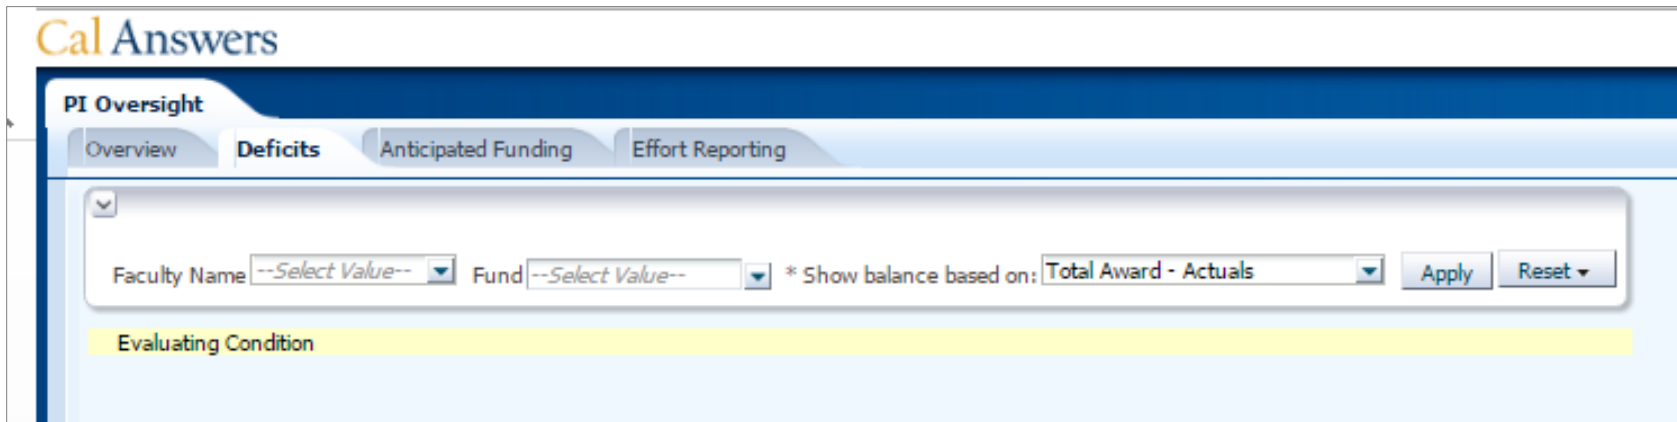 Cal Answers
PI Oversight
Overview Deficits Anticipated Funding Effort Reporting
Faculty Name --Select Value-- Fund --Select Value-- * Show balance based on: Total Award - Actuals Apply Reset
Evaluating Condition